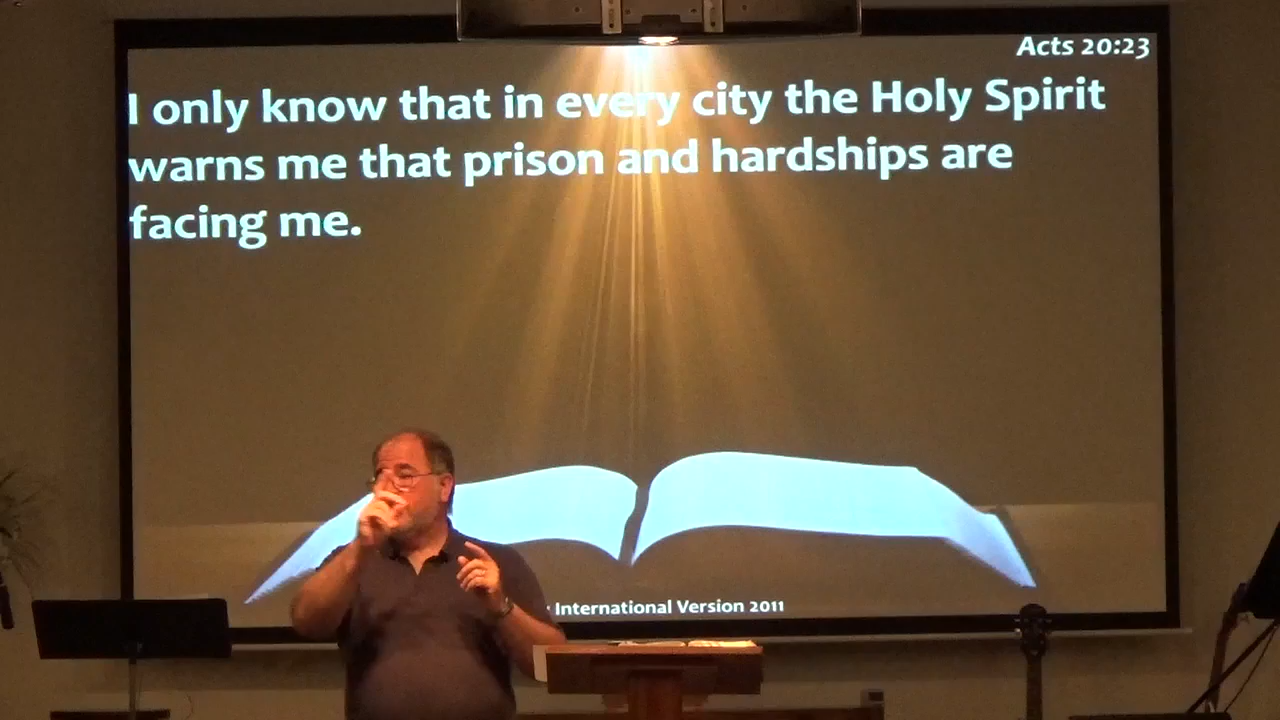 Acts 20:23
I only know that in every city the Holy Spirit
warns me that prison and hardships are
facing me.
International Version 2011